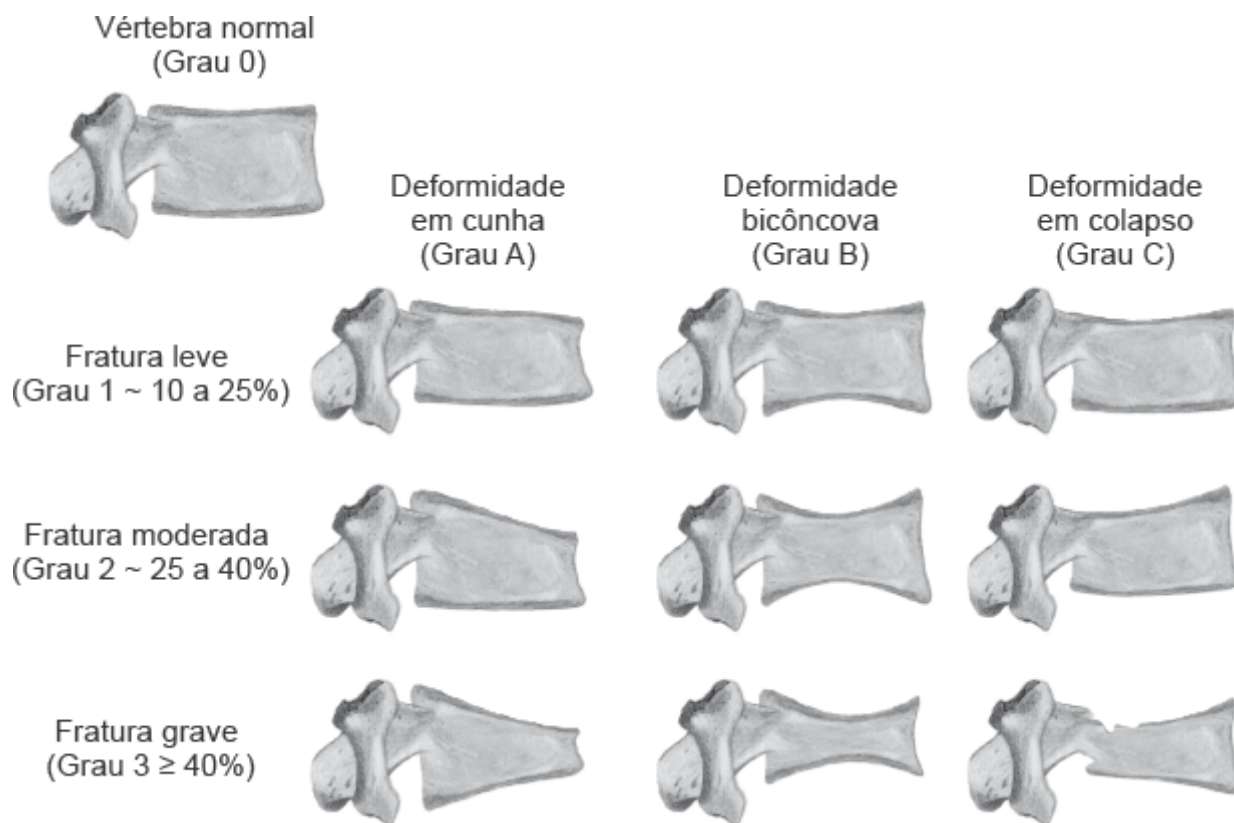 Vértebra normal
(Grau 0)
Deformidade
em cunha
(Grau A)
Deformidade
bicôncova
(Grau B)
Deformidade
em colapso
(Grau C)
Fratura leve
(Grau 1 ~ 10 a 25%)
Fratura moderada
(Grau 2 ~ 25 a 40%)
Fratura grave
(Grau 3 ≥ 40%)